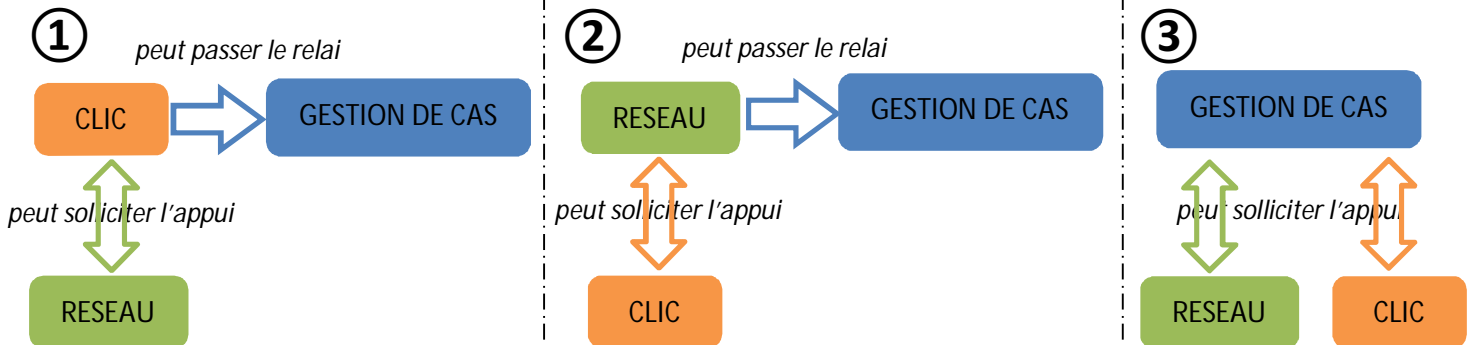 ①
peut passer le relai
CLIC
GESTION DE CAS
peut solliciter l'appui
RESEAU
②
peut passer le relai
RESEAU
GESTION DE CAS
peut solliciter l'appui
CLIC
③
GESTION DE CAS
peut solliciter l'appui
RESEAU
CLIC